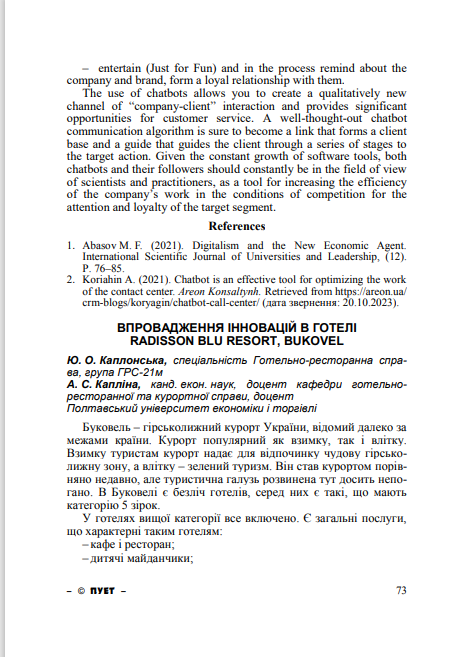 – entertain (Just for Fun) and in the process remind about the
company and brand, form a loyal relationship with them.
The use of chatbots allows you to create a qualitatively new
channel of “company-client” interaction and provides significant
opportunities for customer service. A well-thought-out chatbot
communication algorithm is sure to become a link that forms a client
base and a guide that guides the client through a series of stages to
the target action. Given the constant growth of software tools, both
chatbots and their followers should constantly be in the field of view
of scientists and practitioners, as a tool for increasing the efficiency
of the company’s work in the conditions of competition for the
attention and loyalty of the target segment.
References
1. Abasov M. F. (2021). Digitalism and the New Economic Agent.
International Scientific Journal of Universities and Leadership, (12).
P. 76–85.
2. Koriahin A. (2021). Chatbot is an effective tool for optimizing the work
of the contact center. Areon Konsaltynh. Retrieved from https://areon.ua/
crm-blogs/koryagin/chatbot-call-center/ (дата звернення: 20.10.2023).
ВПРОВАДЖЕННЯ ІННОВАЦІЙ В ГОТЕЛІ
RADISSON BLU RESORT, BUKOVEL
Ю. О. Каплонська, спеціальність Готельно-ресторанна спра-
ва, група ГРС-21м
А. С. Капліна, канд. екон. наук, доцент кафедри готельно-
ресторанної та курортної справи, доцент
Полтавський університет економіки і торгівлі
Буковель – гірськолижний курорт України, відомий далеко за
межами країни. Курорт популярний як взимку, так і влітку.
Взимку туристам курорт надає для відпочинку чудову гірсько-
лижну зону, а влітку – зелений туризм. Він став курортом порів-
няно недавно, але туристична галузь розвинена тут досить непо-
гано. В Буковелі є безліч готелів, серед них є такі, що мають
категорію 5 зірок.
У готелях вищої категорії все включено. Є загальні послуги,
що характерні таким готелям:
– кафе і ресторан;
– дитячі майданчики;
– © ПУЕТ – 73